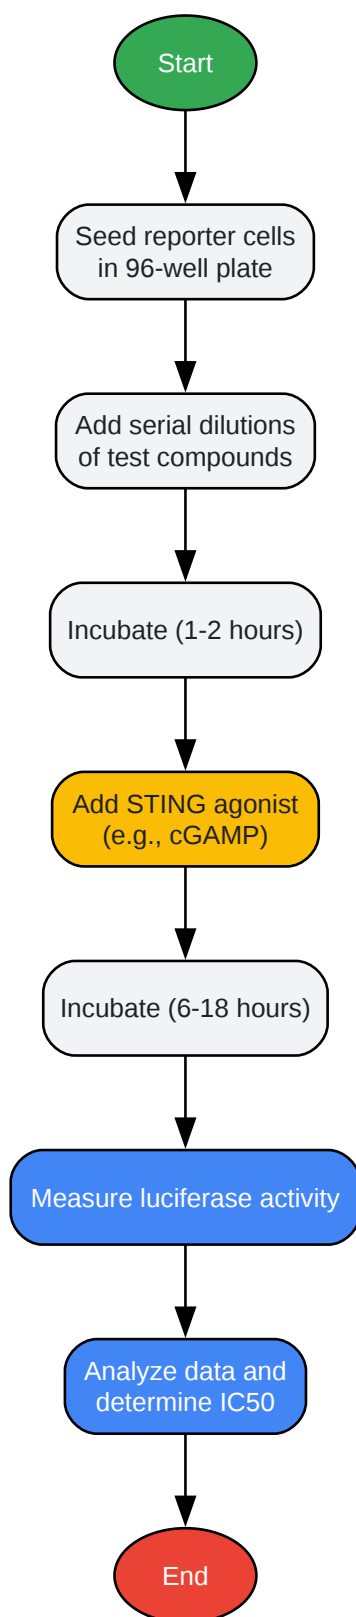 Start
Seed reporter cells
in 96-well plate
Add serial dilutions
of test compounds
Incubate (1-2 hours)
Add STING agonist
(e.g., cGAMP)
Incubate (6-18 hours)
Measure luciferase activity
Analyze data and
determine IC50
End